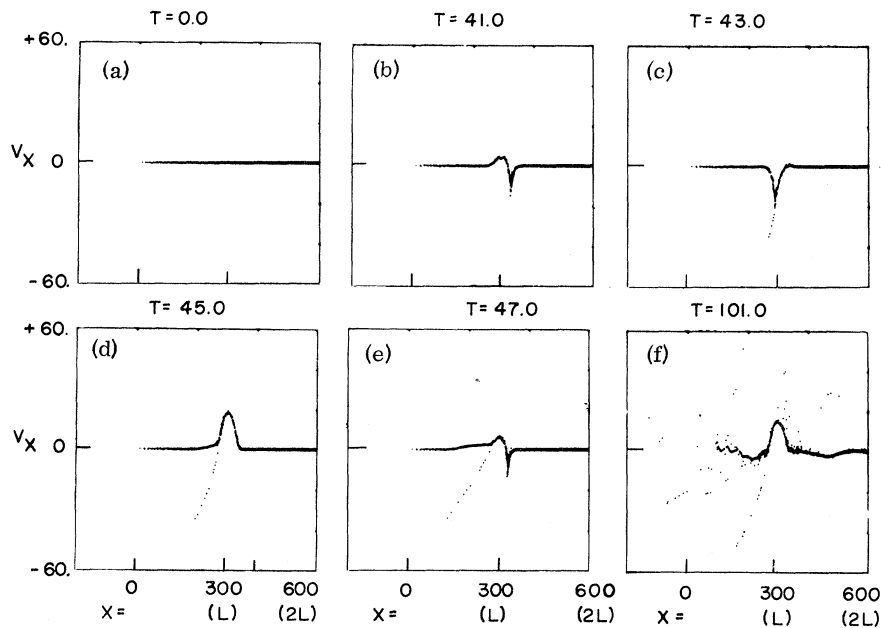 T=0.0 T=41.0 T=43.0
+60.
(a) (b) (c)
VX 0
-60.
T=45.0 T=47.0 T=101.0
+60.
(d) (e) (f)
VX 0
-60.
0 300 600 0 300 600 0 300 600
X= (L) (2L) X= (L) (2L) X= (L) (2L)